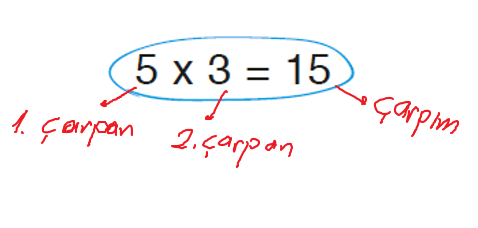 5 x 3 = 15
1. çarpan
2. çarpan
çarpım